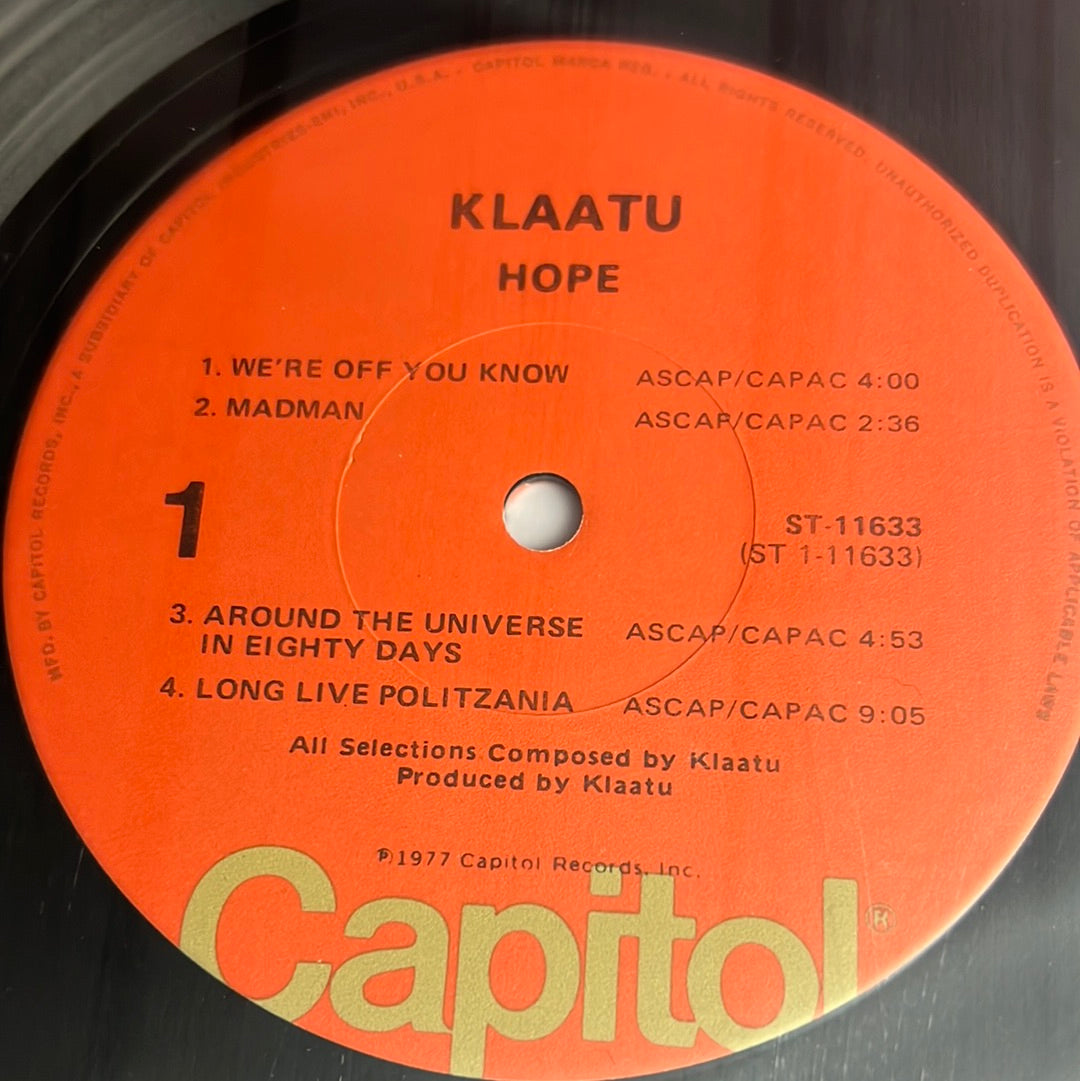 MFD. BY CAPITOL RECORDS, INC., A SUBSIDIARY OF CAPITOL INDUSTRIES-EMI, INC., U.S.A. . CAPITOL MARCA REG. . ALL RIGHTS RESERVED. UNAUTHORIZED DUPLICATION IS A VIOLATION OF APPLICABLE LAWS
KLAATU
HOPE
1. WE'RE OFF YOU KNOW ASCAP/CAPAC 4:00
2. MADMAN ASCAP/CAPAC 2:36
1
ST-11633
(ST 1-11633)
3. AROUND THE UNIVERSE
IN EIGHTY DAYS ASCAP/CAPAC 4:53
4. LONG LIVE POLITZANIA ASCAP/CAPAC 9:05
All Selections Composed by Klaatu
Produced by Klaatu
℗1977 Capitol Records, Inc.
Capitol®